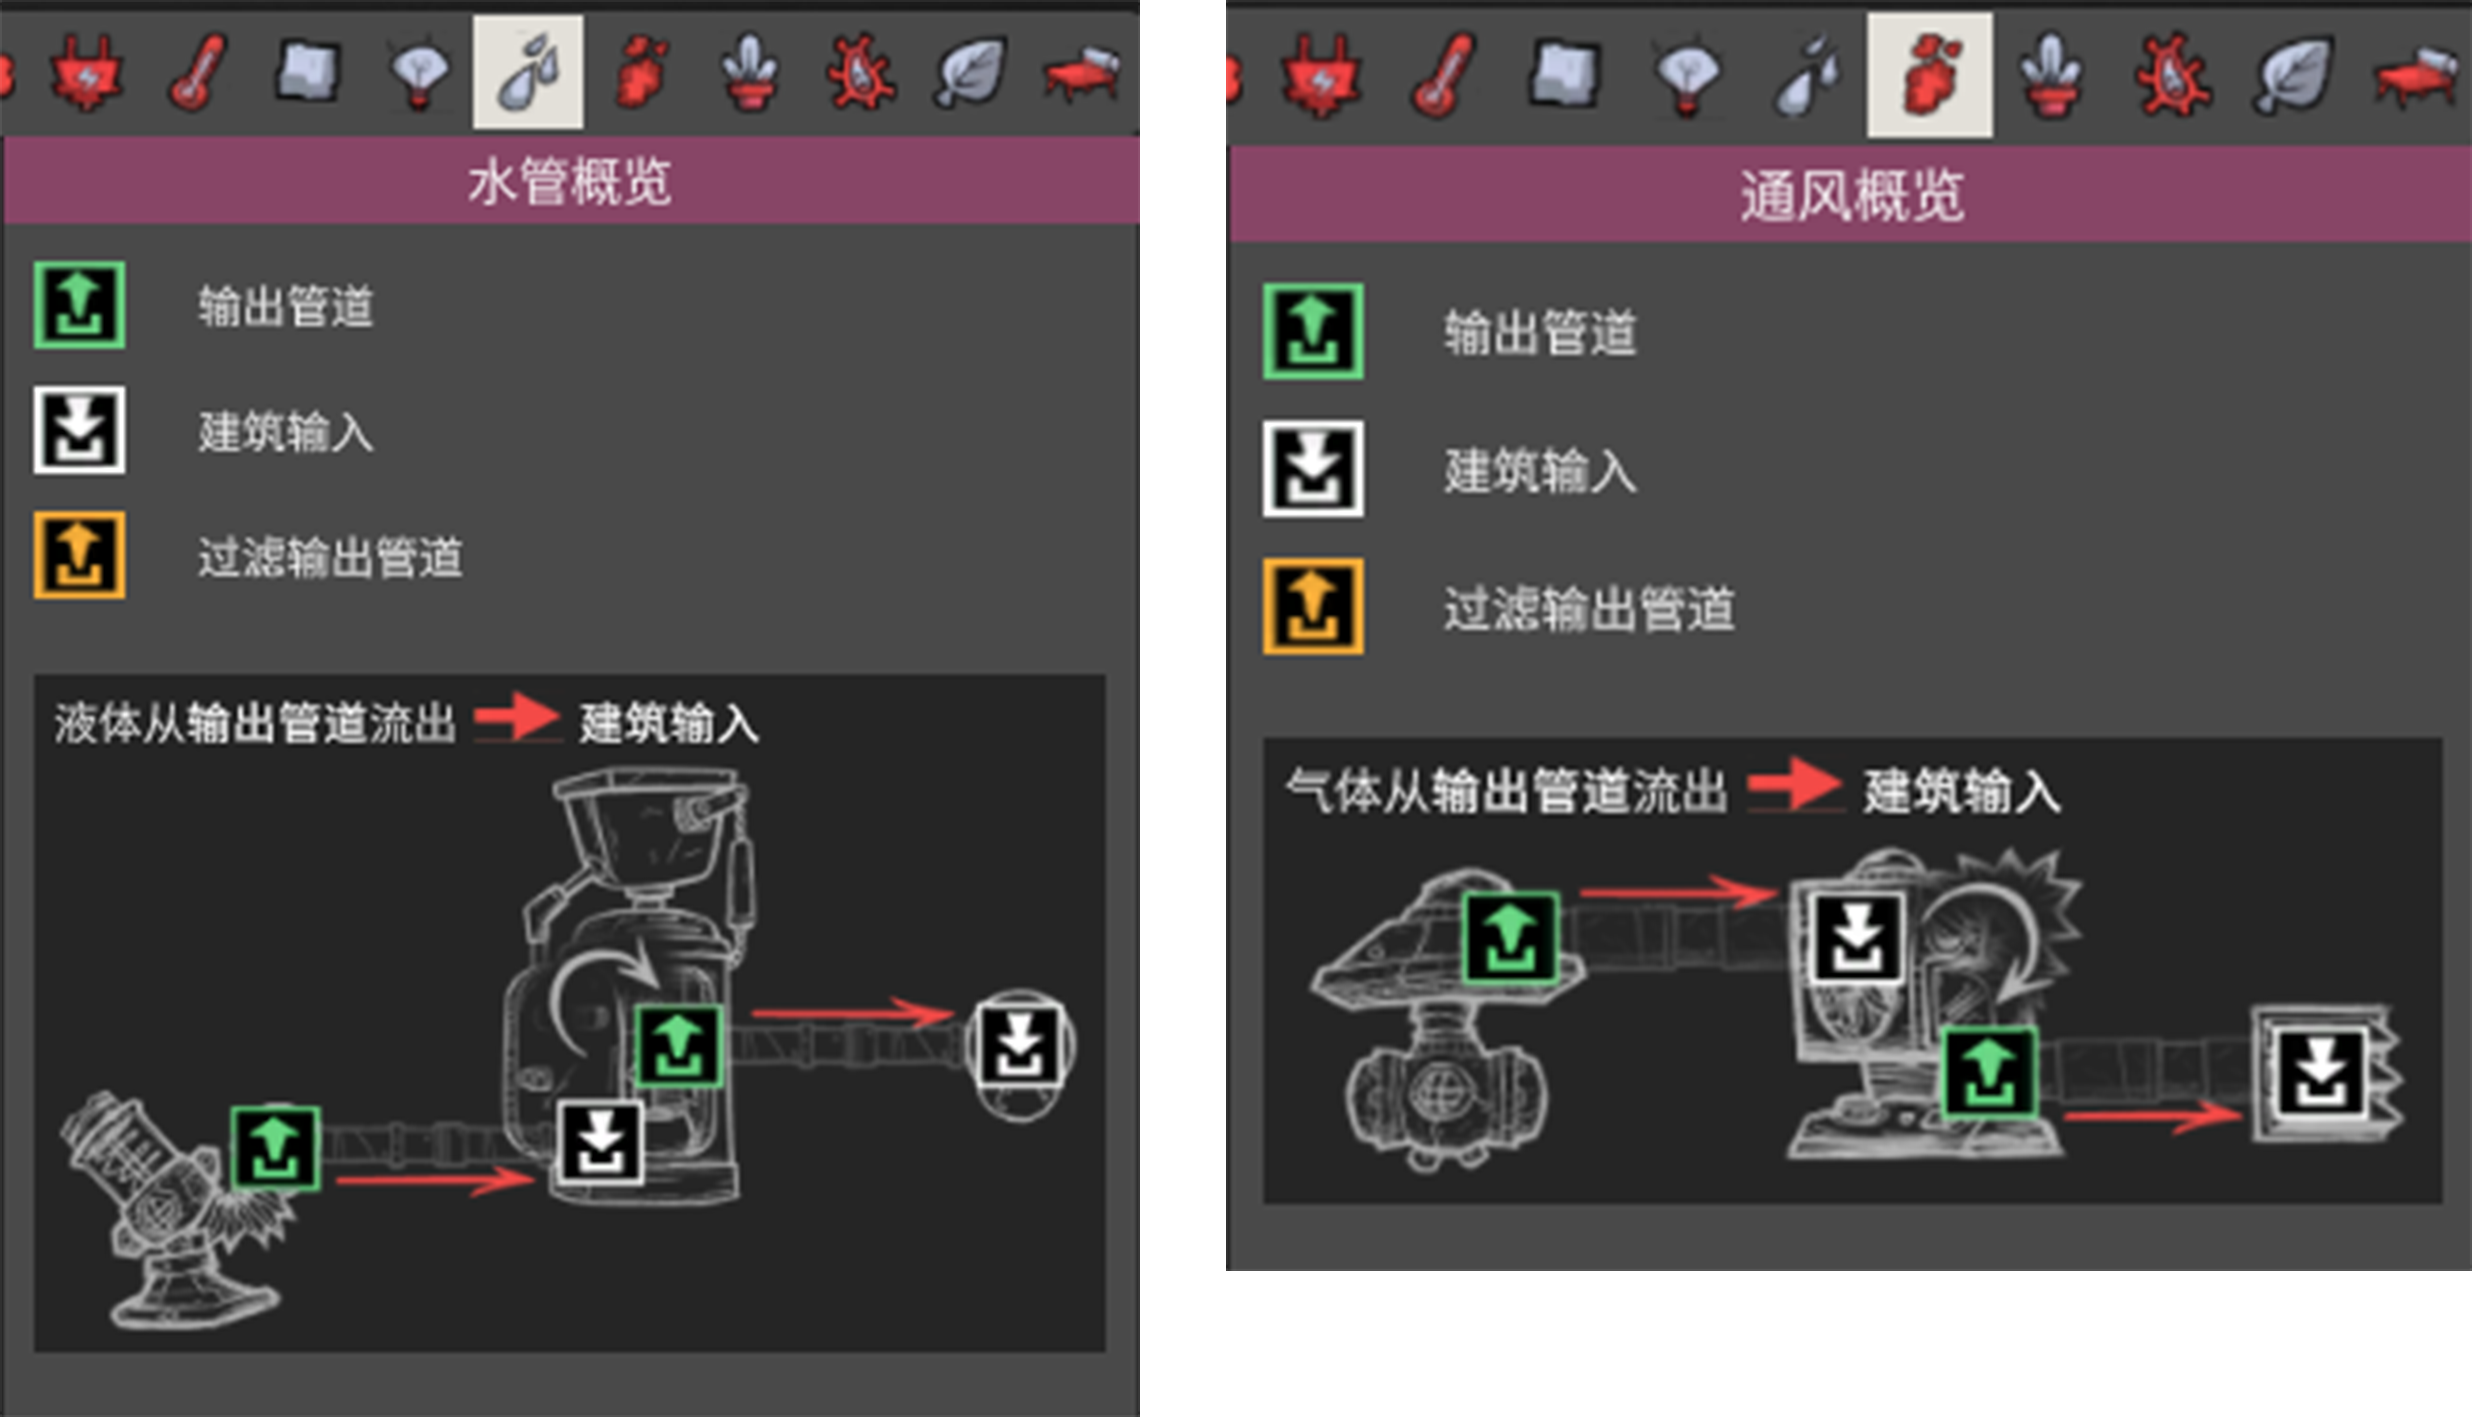 水管概览
输出管道
建筑输入
过滤输出管道
液体从输出管道流出 建筑输入
通风概览
输出管道
建筑输入
过滤输出管道
气体从输出管道流出 建筑输入